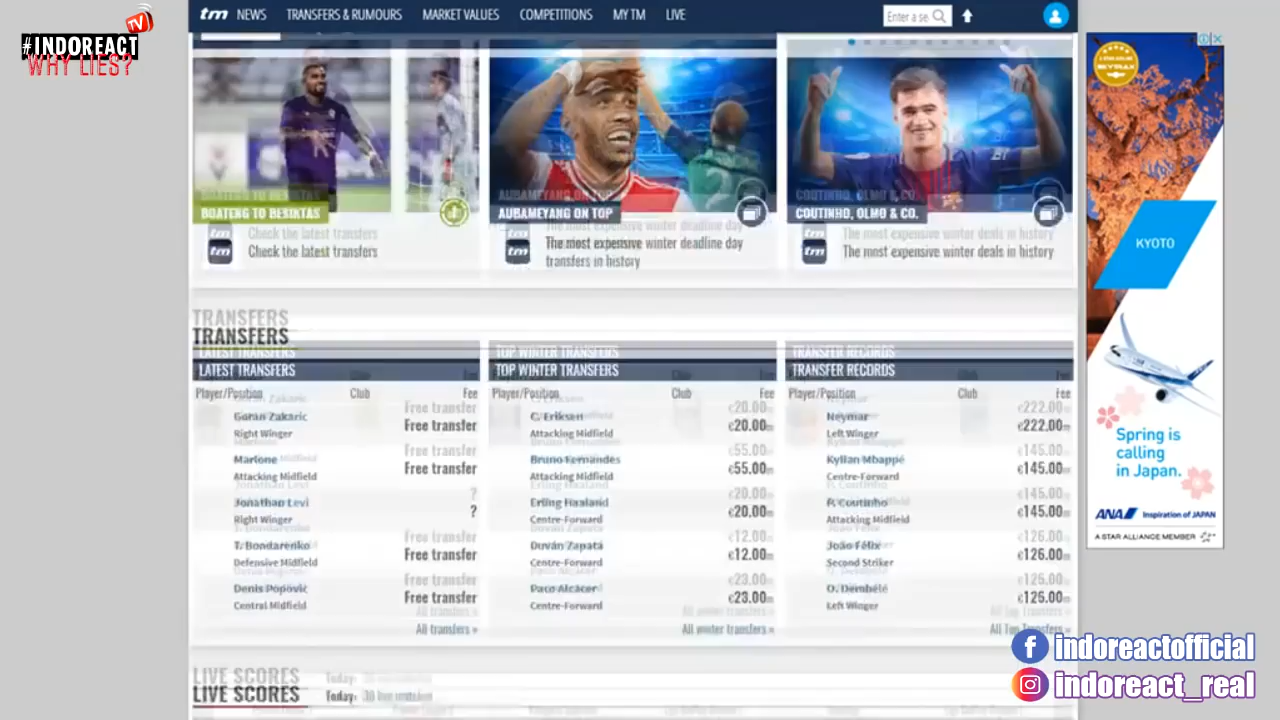 #INDOREACT
TV
WHY LIES?
tm NEWS TRANSFERS & RUMOURS MARKET VALUES COMPETITIONS MY TM LIVE
Enter a se
BOATENG TO BESIKTAS
tm Check the latest transfers
AUBAMEYANG ON TOP
tm The most expensive winter deadline day
transfers in history
COUTINHO, OLMO & CO.
tm The most expensive winter deals in history
TRANSFERS
LATEST TRANSFERS
Player/Position Club Fee
Goran Zakaric Free transfer
Right Winger
Marlone Free transfer
Attacking Midfield
Jonathan Levi ?
Right Winger
T. Bondarenko Free transfer
Defensive Midfield
Denis Popovic Free transfer
Central Midfield
All transfers »
TOP WINTER TRANSFERS
Player/Position Club Fee
C. Eriksen €20.00m
Attacking Midfield
Bruno Fernandes €55.00m
Attacking Midfield
Erling Haaland €20.00m
Centre-Forward
Duván Zapata €12.00m
Centre-Forward
Paco Alcácer €23.00m
Centre-Forward
All winter transfers »
TRANSFER RECORDS
Player/Position Club Fee
Neymar €222.00m
Left Winger
Kylian Mbappé €145.00m
Centre-Forward
P. Coutinho €145.00m
Attacking Midfield
João Félix €126.00m
Second Striker
O. Dembélé €125.00m
Left Winger
All Top Transfers »
LIVE SCORES Today:
KYOTO
Spring is
calling
in Japan.
ANA Inspiration of JAPAN
A STAR ALLIANCE MEMBER
indoreactofficial
indoreact_real